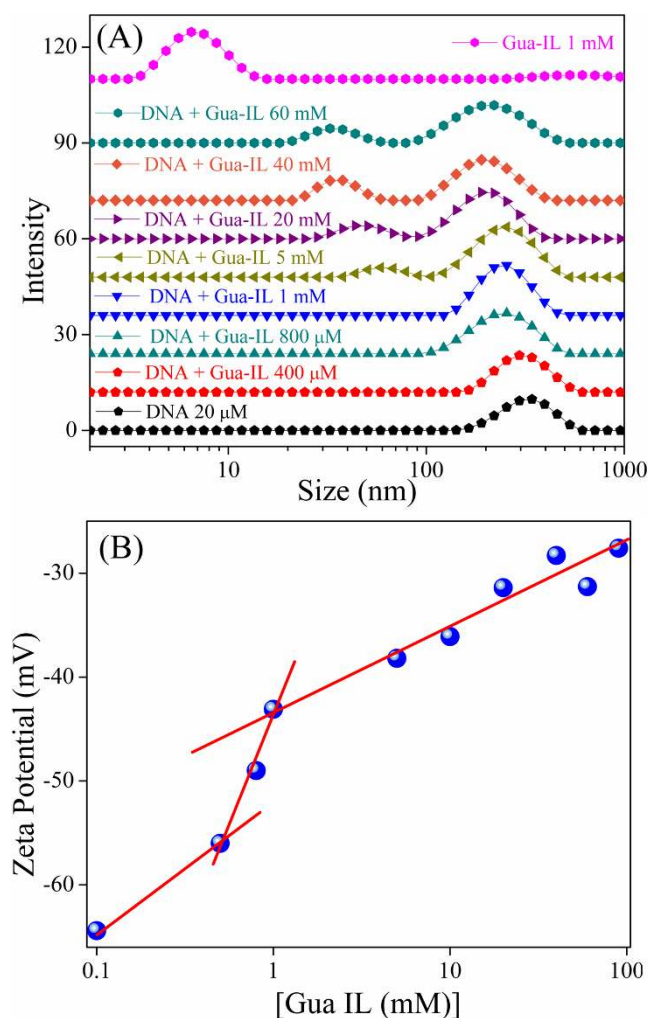 (A)
Gua-IL 1 mM
DNA + Gua-IL 60 mM
DNA + Gua-IL 40 mM
DNA + Gua-IL 20 mM
DNA + Gua-IL 5 mM
DNA + Gua-IL 1 mM
DNA + Gua-IL 800 μM
DNA + Gua-IL 400 μM
DNA 20 μM
Intensity
120
90
60
30
0
10 100 1000
Size (nm)
(B)
Zeta Potential (mV)
-30
-40
-50
-60
0.1 1 10 100
[Gua IL (mM)]